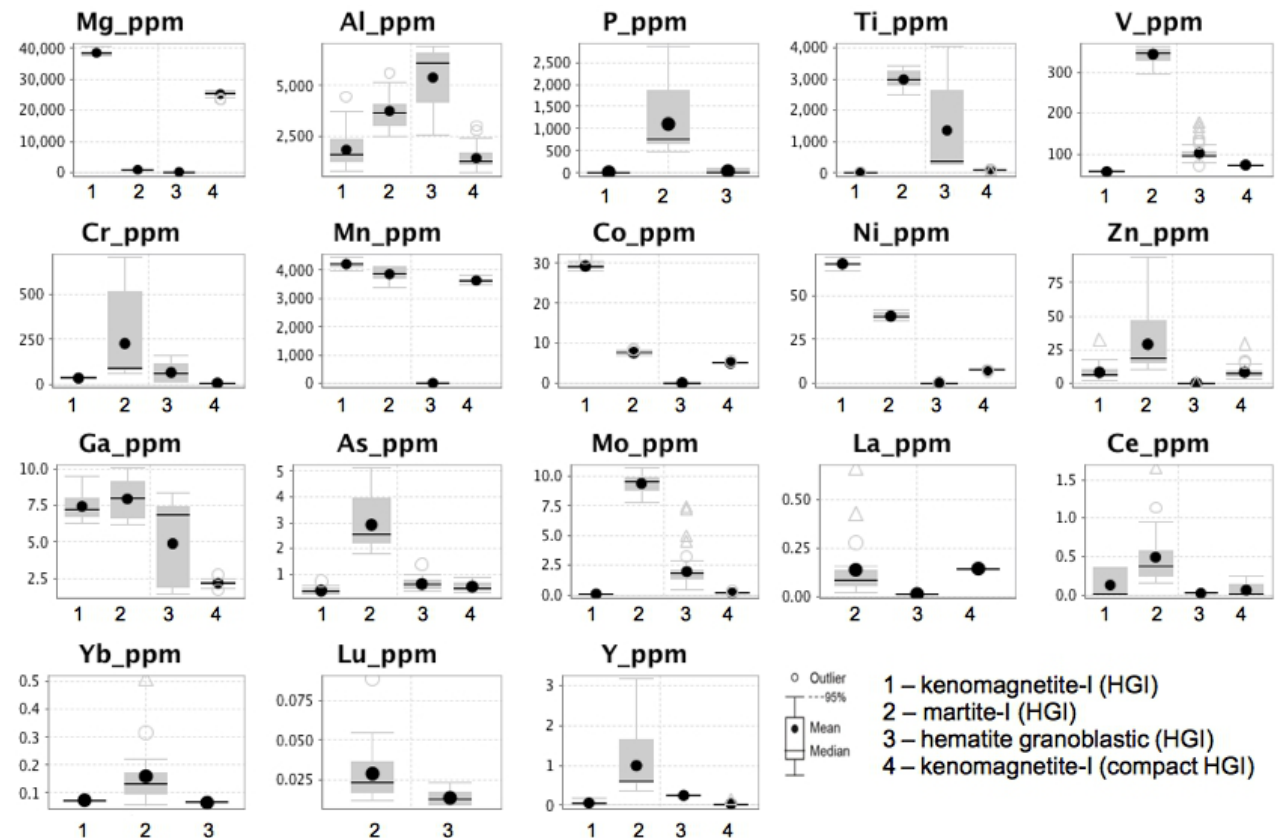 Mg_ppm Al_ppm P_ppm Ti_ppm V_ppm
40,000
30,000
20,000
10,000
0
1 2 3 4
5,000
2,500
1 2 3 4
2,500
2,000
1,500
1,000
500
0
1 2 3
4,000
3,000
2,000
1,000
0
1 2 3 4
300
200
100
1 2 3 4
Cr_ppm Mn_ppm Co_ppm Ni_ppm Zn_ppm
500
250
0
1 2 3 4
4,000
3,000
2,000
1,000
0
1 2 3 4
30
20
10
0
1 2 3 4
50
25
0
1 2 3 4
75
50
25
0
1 2 3 4
Ga_ppm As_ppm Mo_ppm La_ppm Ce_ppm
10.0
7.5
5.0
2.5
1 2 3 4
5
4
3
2
1
1 2 3 4
10.0
7.5
5.0
2.5
0.0
1 2 3 4
0.50
0.25
0.00
2 3 4
1.5
1.0
0.5
0.0
1 2 3 4
Yb_ppm Lu_ppm Y_ppm
0.5
0.4
0.3
0.2
0.1
1 2 3
0.075
0.050
0.025
2 3
3
2
1
0
1 2 3 4
Outlier
---95%
Mean
Median
1 – kenomagnetite-I (HGI)
2 – martite-I (HGI)
3 – hematite granoblastic (HGI)
4 – kenomagnetite-I (compact HGI)